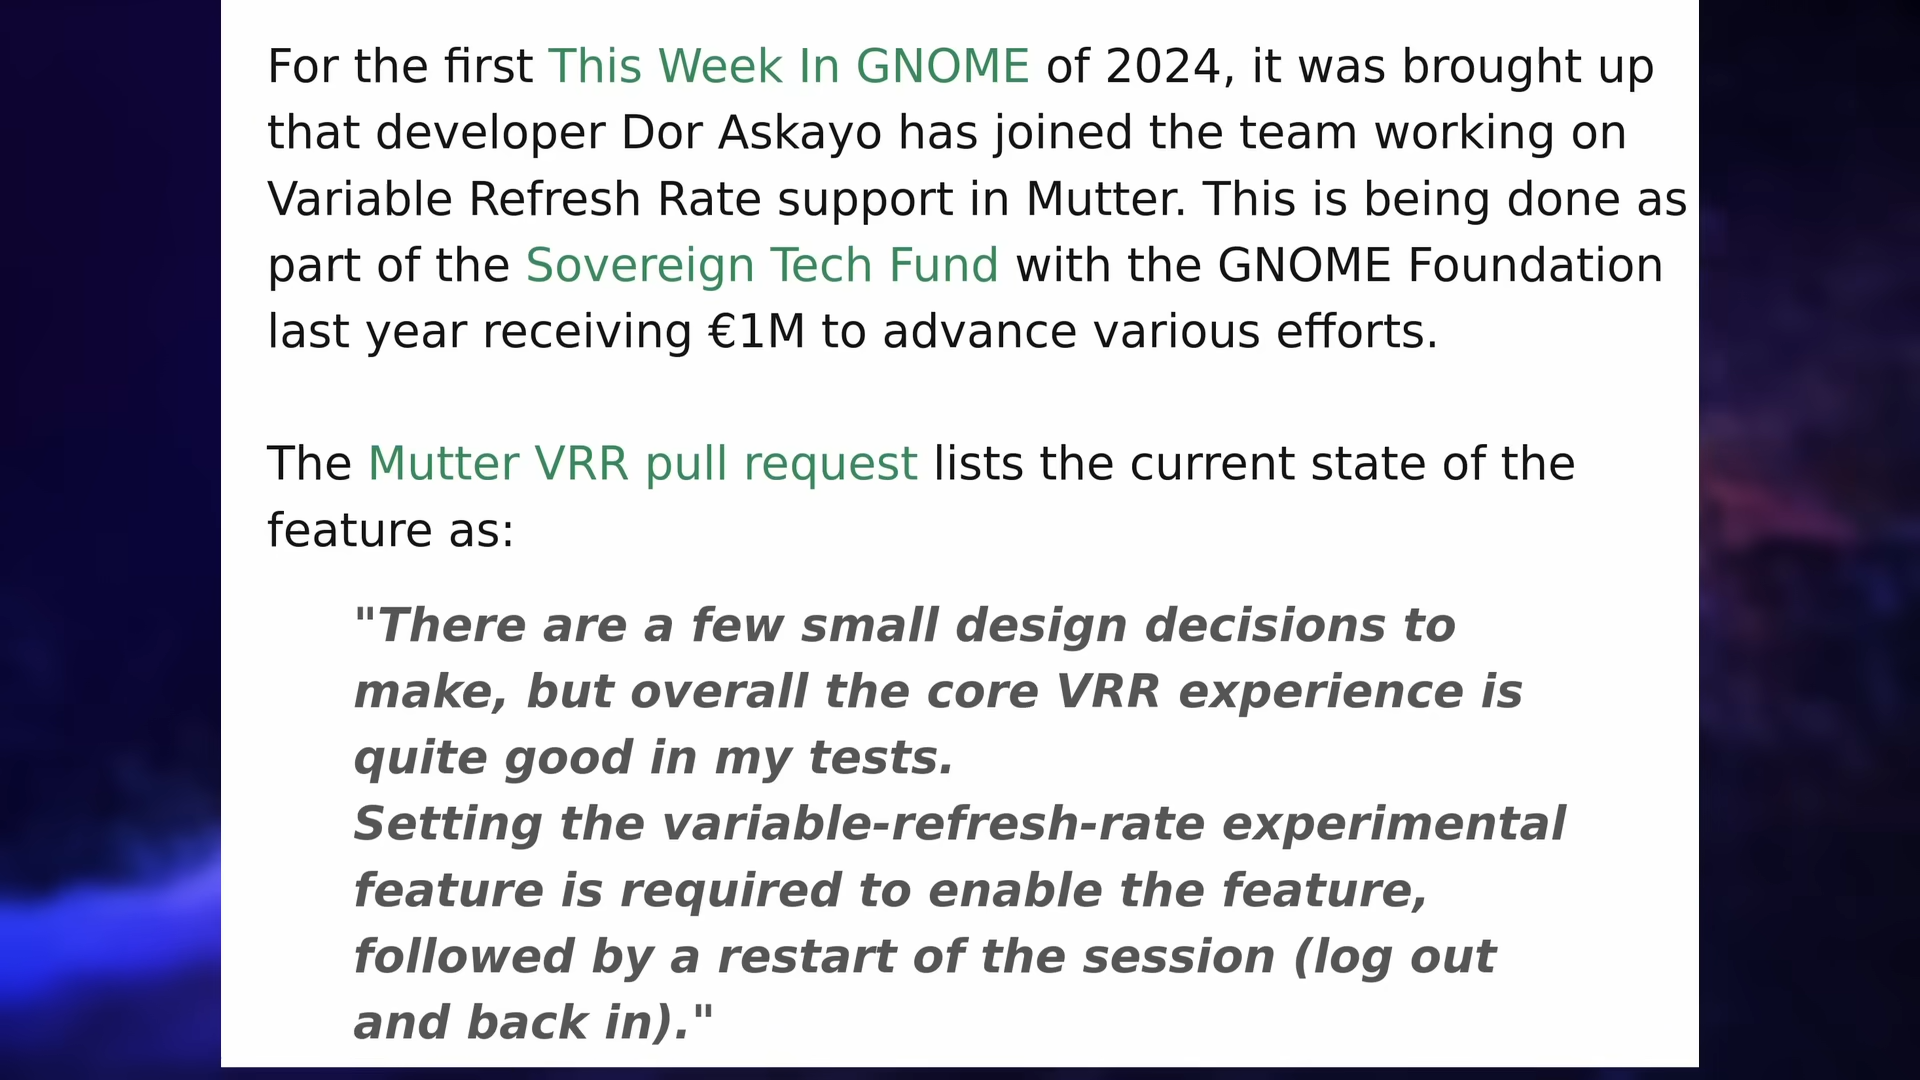 For the first This Week In GNOME of 2024, it was brought up
that developer Dor Askayo has joined the team working on
Variable Refresh Rate support in Mutter. This is being done as
part of the Sovereign Tech Fund with the GNOME Foundation
last year receiving €1M to advance various efforts.
The Mutter VRR pull request lists the current state of the
feature as:
"There are a few small design decisions to
make, but overall the core VRR experience is
quite good in my tests.
Setting the variable-refresh-rate experimental
feature is required to enable the feature,
followed by a restart of the session (log out
and back in)."